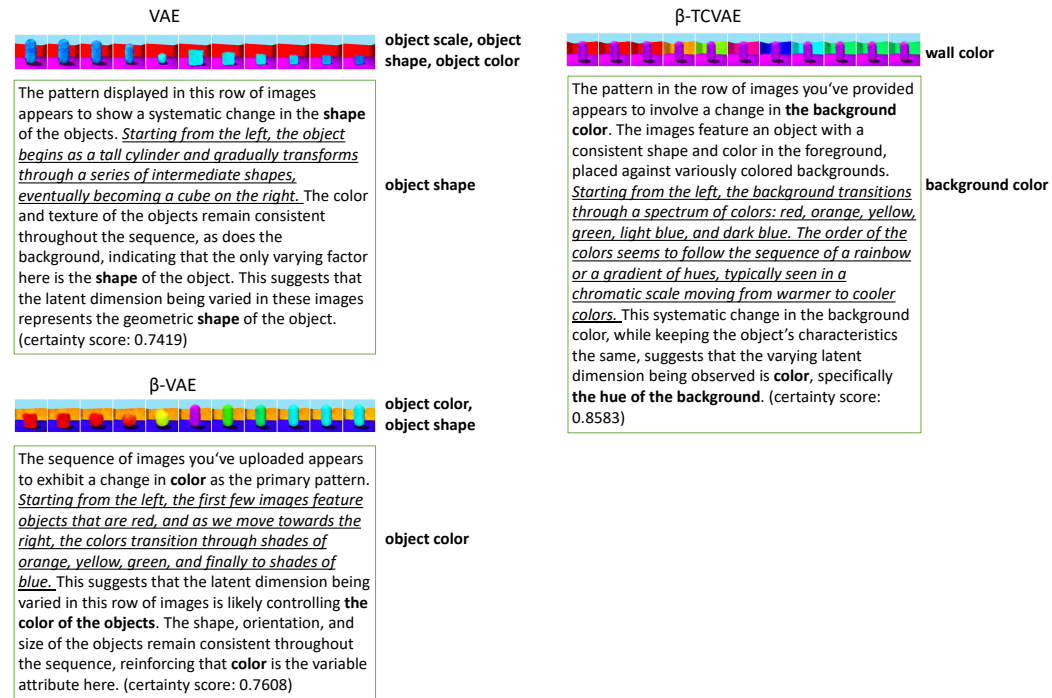 VAE
object scale, object
shape, object color
The pattern displayed in this row of images
appears to show a systematic change in the shape
of the objects. Starting from the left, the object
begins as a tall cylinder and gradually transforms
through a series of intermediate shapes,
eventually becoming a cube on the right. The color
and texture of the objects remain consistent
throughout the sequence, as does the
background, indicating that the only varying factor
here is the shape of the object. This suggests that
the latent dimension being varied in these images
represents the geometric shape of the object.
(certainty score: 0.7419)
object shape
β-VAE
object color,
object shape
The sequence of images you've uploaded appears
to exhibit a change in color as the primary pattern.
Starting from the left, the first few images feature
objects that are red, and as we move towards the
right, the colors transition through shades of
orange, yellow, green, and finally to shades of
blue. This suggests that the latent dimension being
varied in this row of images is likely controlling the
color of the objects. The shape, orientation, and
size of the objects remain consistent throughout
the sequence, reinforcing that color is the variable
attribute here. (certainty score: 0.7608)
object color
β-TCVAE
wall color
The pattern in the row of images you've provided
appears to involve a change in the background
color. The images feature an object with a
consistent shape and color in the foreground,
placed against variously colored backgrounds.
Starting from the left, the background transitions
through a spectrum of colors: red, orange, yellow,
green, light blue, and dark blue. The order of the
colors seems to follow the sequence of a rainbow
or a gradient of hues, typically seen in a
chromatic scale moving from warmer to cooler
colors. This systematic change in the background
color, while keeping the object's characteristics
the same, suggests that the varying latent
dimension being observed is color, specifically
the hue of the background. (certainty score:
0.8583)
background color